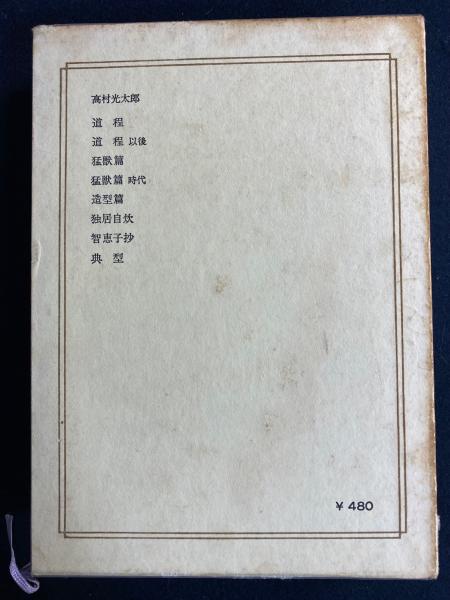 高村光太郎
道程
道程 以後
猛獣篇
猛獣篇 時代
造型篇
独居自炊
智恵子抄
典型
¥ 480